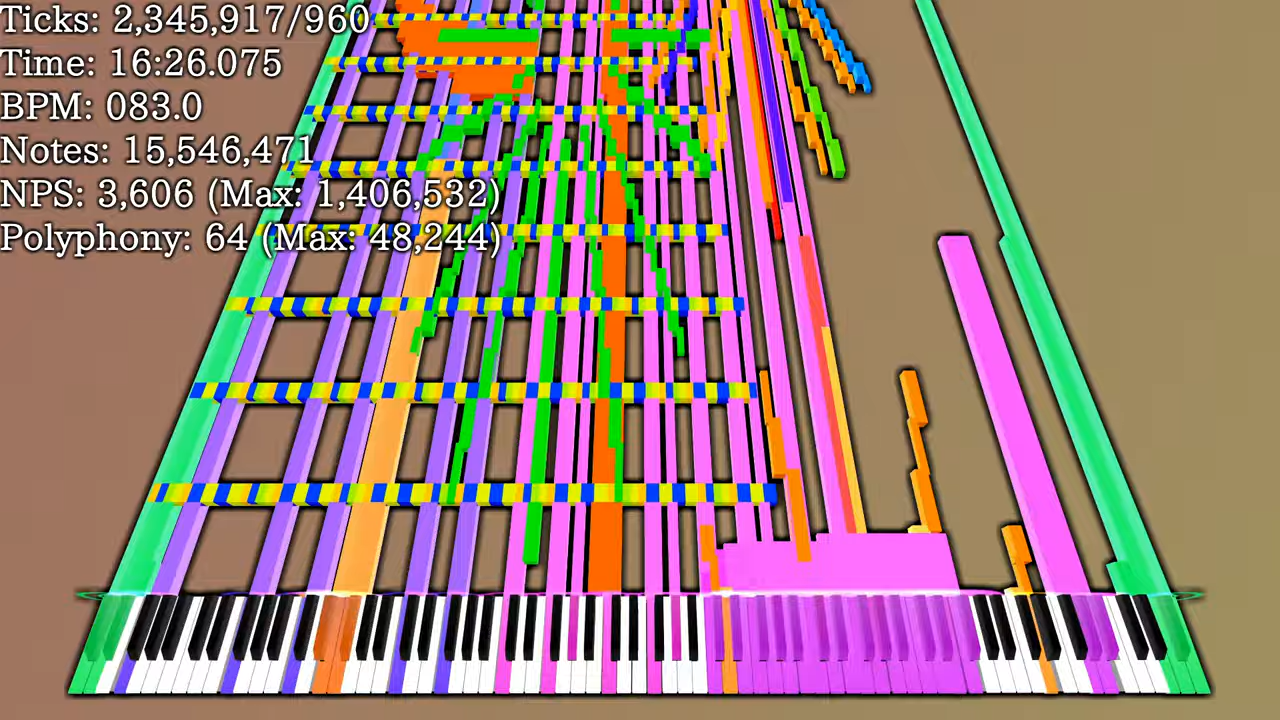 Ticks: 2,345,917/960
Time: 16:26.075
BPM: 083.0
Notes: 15,546,471
NPS: 3,606 (Max: 1,406,532)
Polyphony: 64 (Max: 48,244)